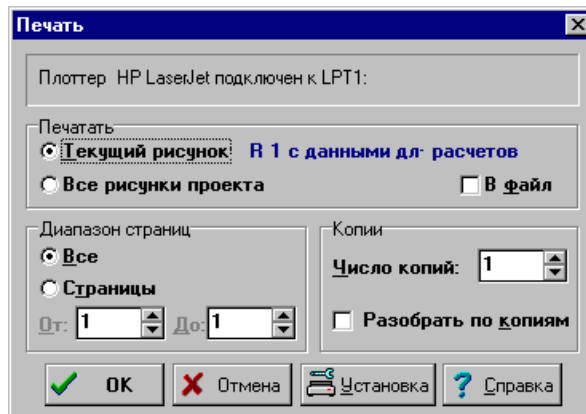 Печать
Плоттер HP LaserJet подключен к LPT1:
Печатать
Текущий рисунок R 1 с данными дл· расчетов
Все рисунки проекта В файл
Диапазон страниц
Все
Страницы
От: 1 До: 1
Копии
Число копий: 1
Разобрать по копиям
OK Отмена Установка ? Справка